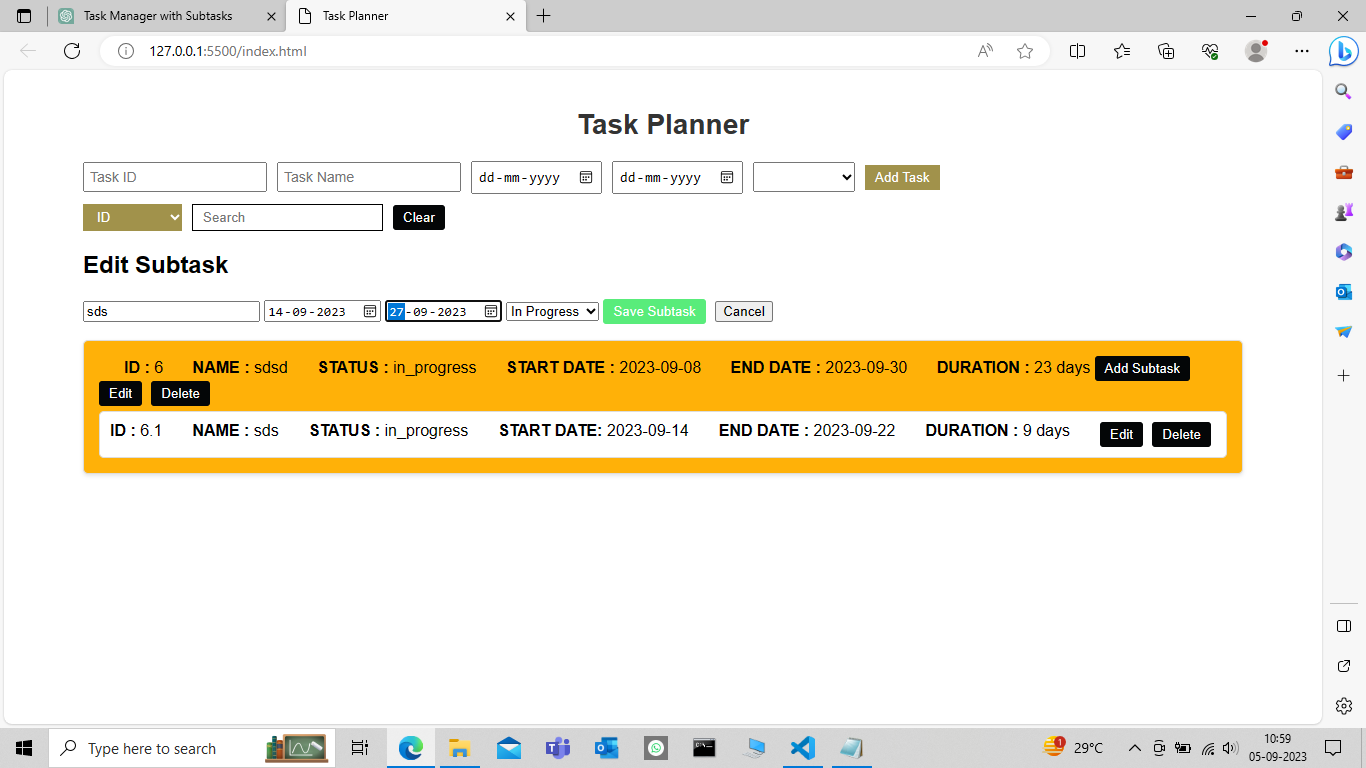 Task Manager with Subtasks
Task Planner
127.0.0.1:5500/index.html
Task Planner
Task ID Task Name dd-mm-yyyy dd-mm-yyyy Add Task
ID Search Clear
Edit Subtask
sds 14-09-2023 27-09-2023 In Progress Save Subtask Cancel
ID : 6 NAME : sdsd STATUS : in_progress START DATE : 2023-09-08 END DATE : 2023-09-30 DURATION : 23 days Add Subtask
Edit Delete
ID : 6.1 NAME : sds STATUS : in_progress START DATE: 2023-09-14 END DATE : 2023-09-22 DURATION : 9 days Edit Delete
Type here to search
1
29°C
10:59
05-09-2023